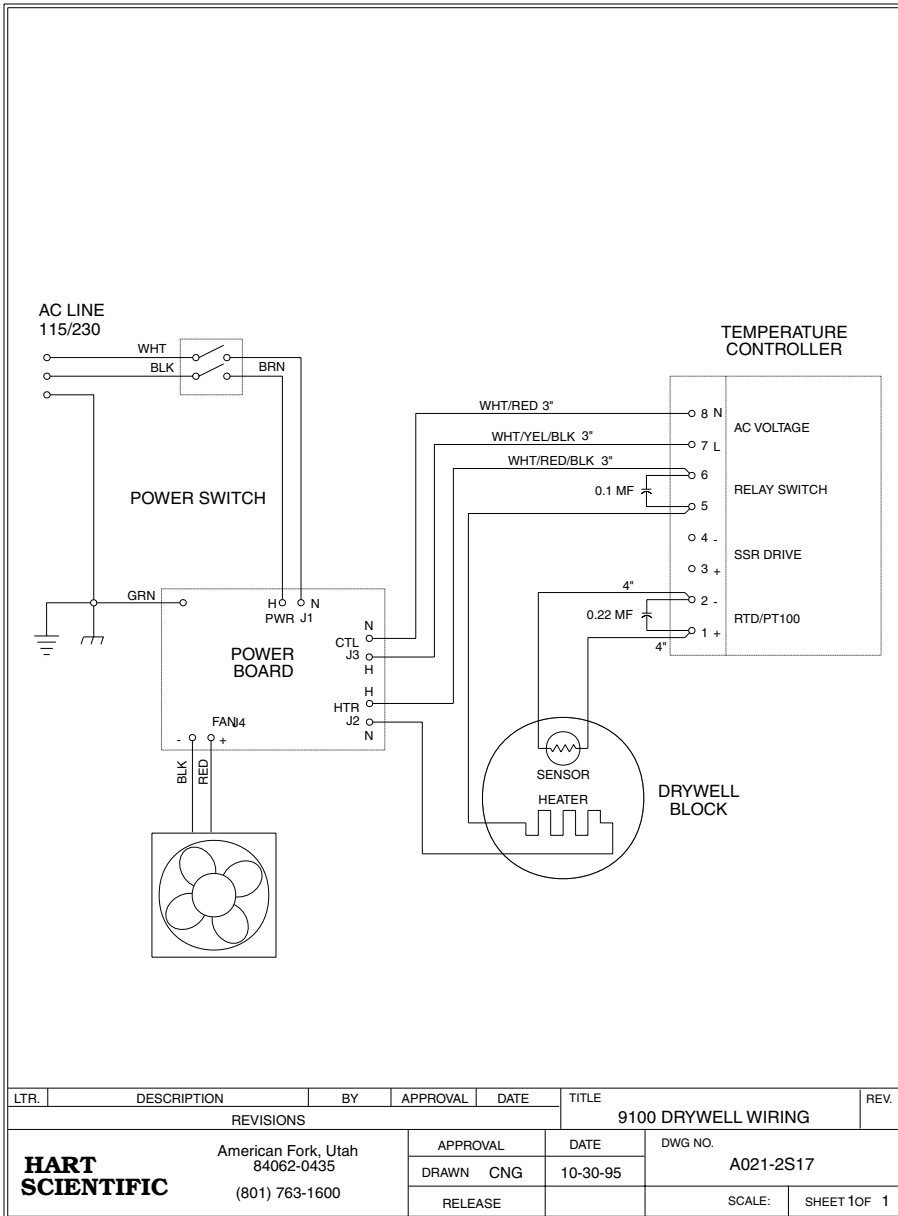 AC LINE
115/230
WHT
BLK
BRN
POWER SWITCH
GRN
H N
PWR J1
POWER
BOARD
N
CTL
J3
H
H
HTR
J2
N
FAN J4
- +
BLK
RED
TEMPERATURE
CONTROLLER
WHT/RED 3"
8 N
AC VOLTAGE
WHT/YEL/BLK 3"
7 L
WHT/RED/BLK 3"
6
0.1 MF
RELAY SWITCH
5
4 -
SSR DRIVE
3 +
4"
2 -
0.22 MF
RTD/PT100
1 +
4"
SENSOR
HEATER
DRYWELL
BLOCK
LTR. DESCRIPTION BY APPROVAL DATE
REVISIONS
TITLE
9100 DRYWELL WIRING
REV.
HART
SCIENTIFIC
American Fork, Utah
84062-0435
(801) 763-1600
APPROVAL DATE
DRAWN CNG 10-30-95
RELEASE
DWG NO.
A021-2S17
SCALE: SHEET 1OF 1